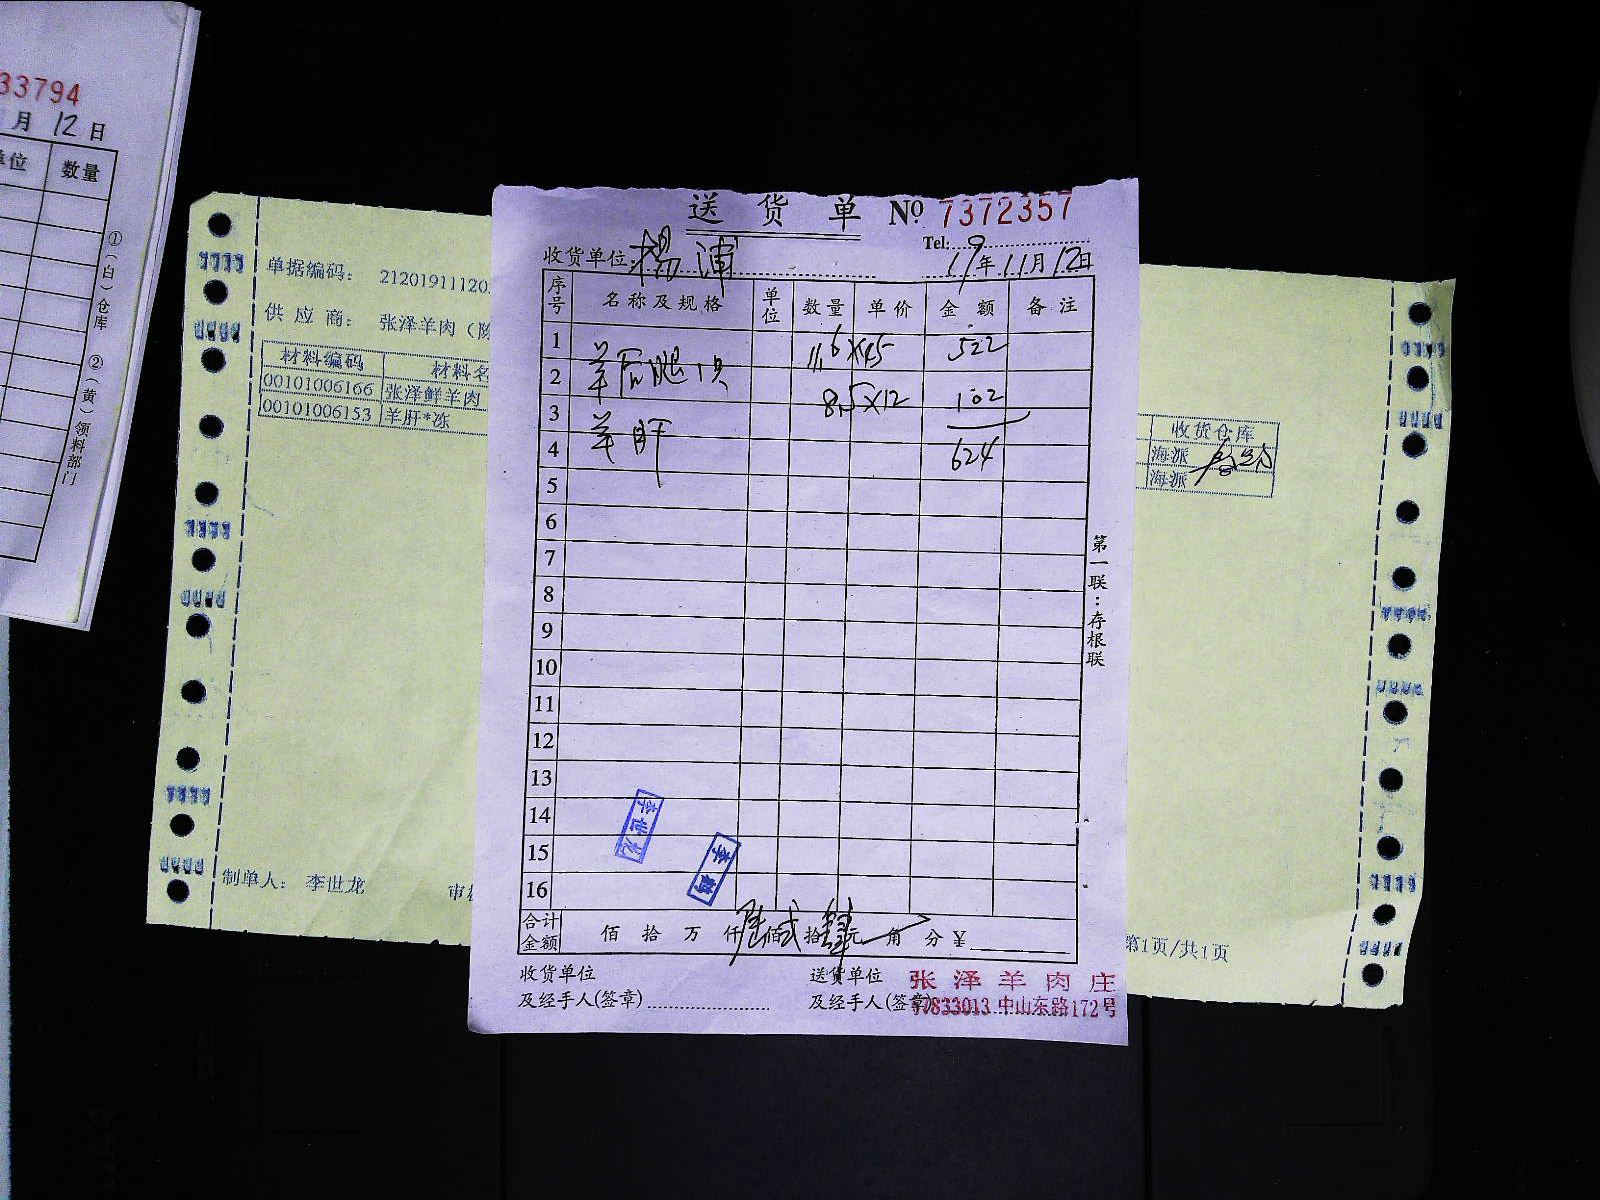 33794
月 12 日
单位 数量
①(白)仓库 ②(黄)领料部门
单据编码: 21201911120
供 应 商: 张泽羊肉(
材料编码 材料名
00101006166 张泽鲜羊肉
00101006153 羊肝*冻
制单人: 李世龙 审
送 货 单 № 7372357
Tel:
收货单位: 杨浦 19年 11月 12日
序号 名称及规格 单位 数量 单价 金额 备注
1 11.6×45 522
2 羊后腿 8.5×12 102
3
4 羊肝 624
5
6
7
8
9
10
11
12
13
14
15
16
李世龙
李
合计金额 佰 拾 万 仟 陆佰 贰拾 肆元 角 分 ¥
收货单位 送货单位
及经手人(签章) 及经手人(签章)
张泽羊肉庄
57833013 中山东路172号
第一联:存根联
收货仓库
海派
海派
第1页/共1页